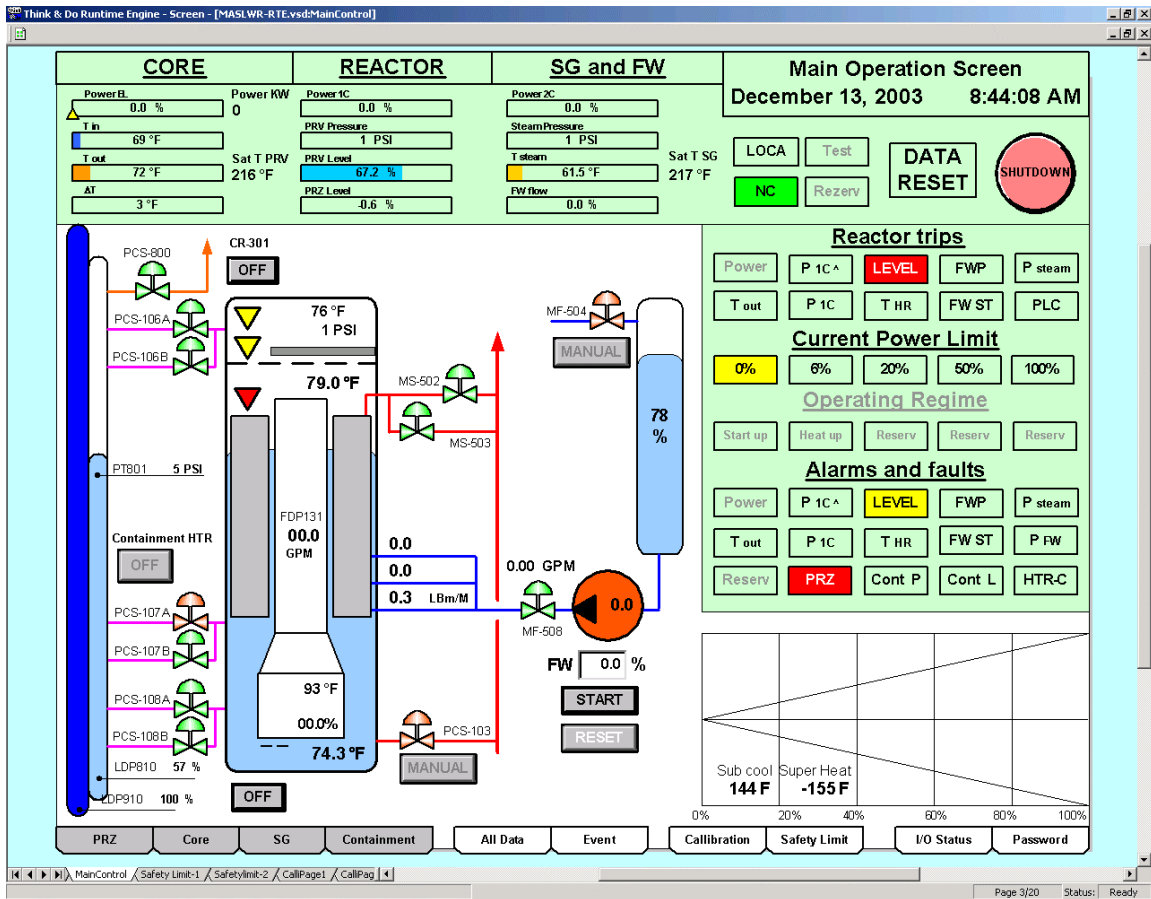 Think & Do Runtime Engine - Screen - [MASLWR-RTE.vsd:MainControl]
CORE
REACTOR
SG and FW
Main Operation Screen
December 13, 2003 8:44:08 AM
Power EL
0.0 %
Power KW
0
T in
69 °F
T out
72 °F
Sat T PRV
216 °F
ΔT
3 °F
Power 1C
0.0 %
PRV Pressure
1 PSI
PRV Level
67.2 %
PRZ Level
-0.6 %
Power 2C
0.0 %
Steam Pressure
1 PSI
T steam
61.5 °F
Sat T SG
217 °F
FW flow
0.0 %
LOCA
Test
NC
Rezerv
DATA
RESET
SHUTDOWN
PCS-800
CR-301
OFF
PCS-106A
PCS-106B
76 °F
1 PSI
79.0 °F
MS-502
MS-503
MF-504
MANUAL
78
%
PT801 5 PSI
Containment HTR
OFF
FDP131
00.0
GPM
0.0
0.0
0.3 LBm/M
0.00 GPM
0.0
MF-508
FW 0.0 %
START
RESET
PCS-107A
PCS-107B
PCS-108A
PCS-108B
93 °F
00.0%
74.3 °F
PCS-103
MANUAL
LDP810 57 %
LDP910 100 %
OFF
Reactor trips
Power P 1C ^ LEVEL FWP P steam
T out P 1C T HR FW ST PLC
Current Power Limit
0% 6% 20% 50% 100%
Operating Regime
Start up Heat up Reserv Reserv Reserv
Alarms and faults
Power P 1C ^ LEVEL FWP P steam
T out P 1C T HR FW ST P FW
Reserv PRZ Cont P Cont L HTR-C
Sub cool Super Heat
144 F -155 F
0% 20% 40% 60% 80% 100%
PRZ Core SG Containment All Data Event Callibration Safety Limit I/O Status Password
MainControl Safety Limit-1 Safetylimit-2 CalliPage1 CalliPag
Page 3/20 Status: Ready